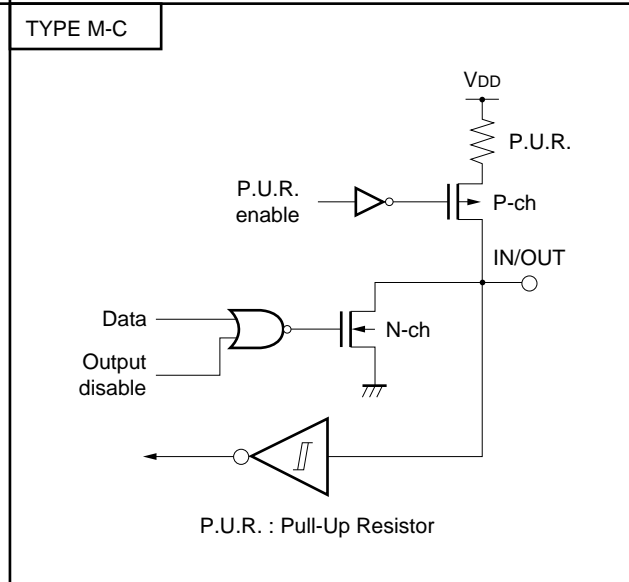 TYPE M-C
VDD
P.U.R.
P.U.R.
enable
P-ch
IN/OUT
Data
N-ch
Output
disable
P.U.R. : Pull-Up Resistor